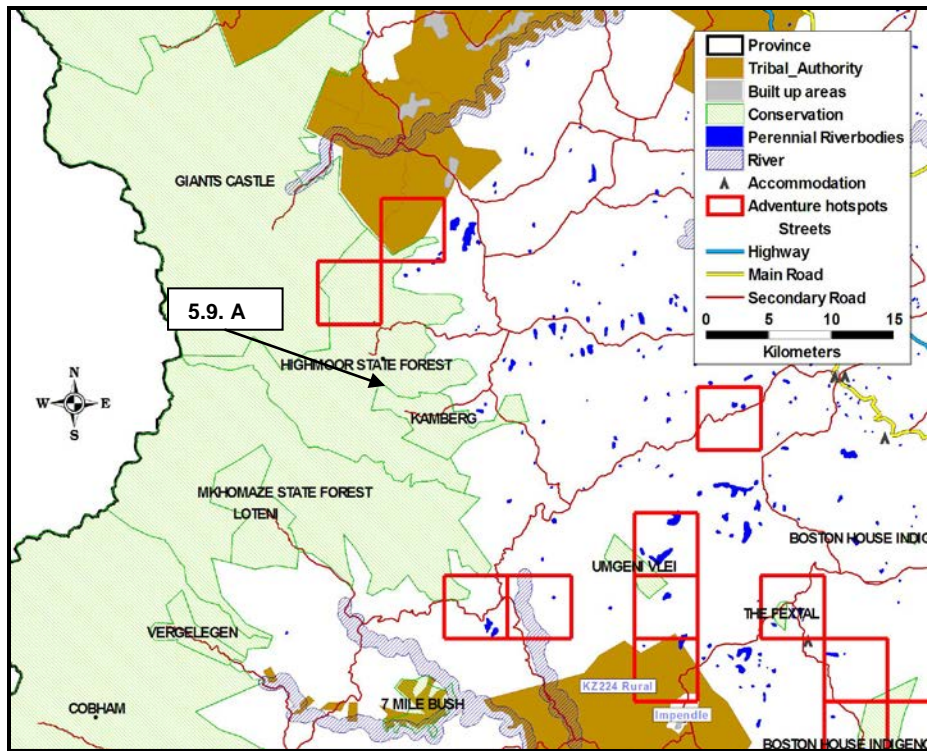 Province
Tribal_Authority
Built up areas
Conservation
Perennial Riverbodies
River
Accommodation
Adventure hotspots
Streets
Highway
Main Road
Secondary Road
0 5 10 15
Kilometers
GIANTS CASTLE
5.9. A
HIGHMOOR STATE FOREST
KAMBERG
N
W E
S
MKHOMAZE STATE FOREST
LOTENI
BOSTON HOUSE INDIG
UMGENI VLEI
THE FEXTAL
VERGELEGEN
KZ224 Rural
7 MILE BUSH
COBHAM
Impendle
BOSTON HOUSE INDIGENO